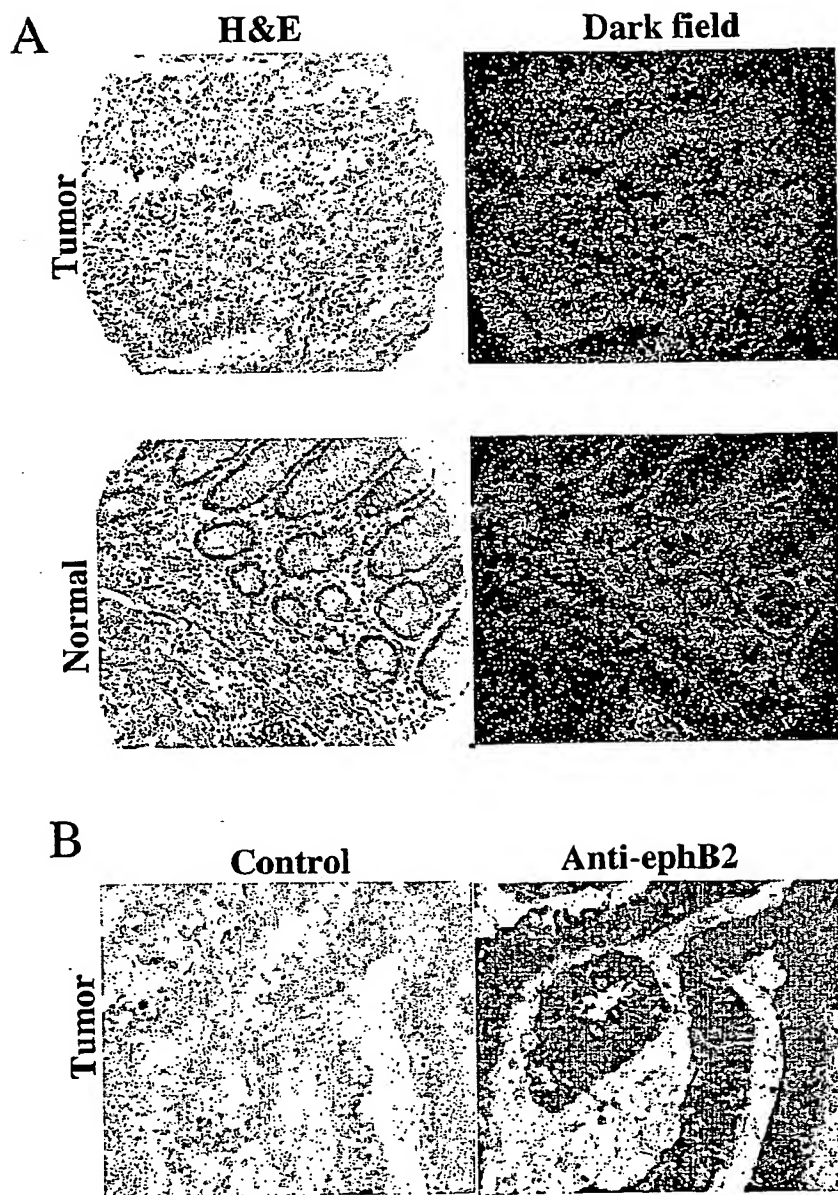 A
H&E
Dark field
Tumor
Normal
B
Control
Anti-ephB2
Tumor